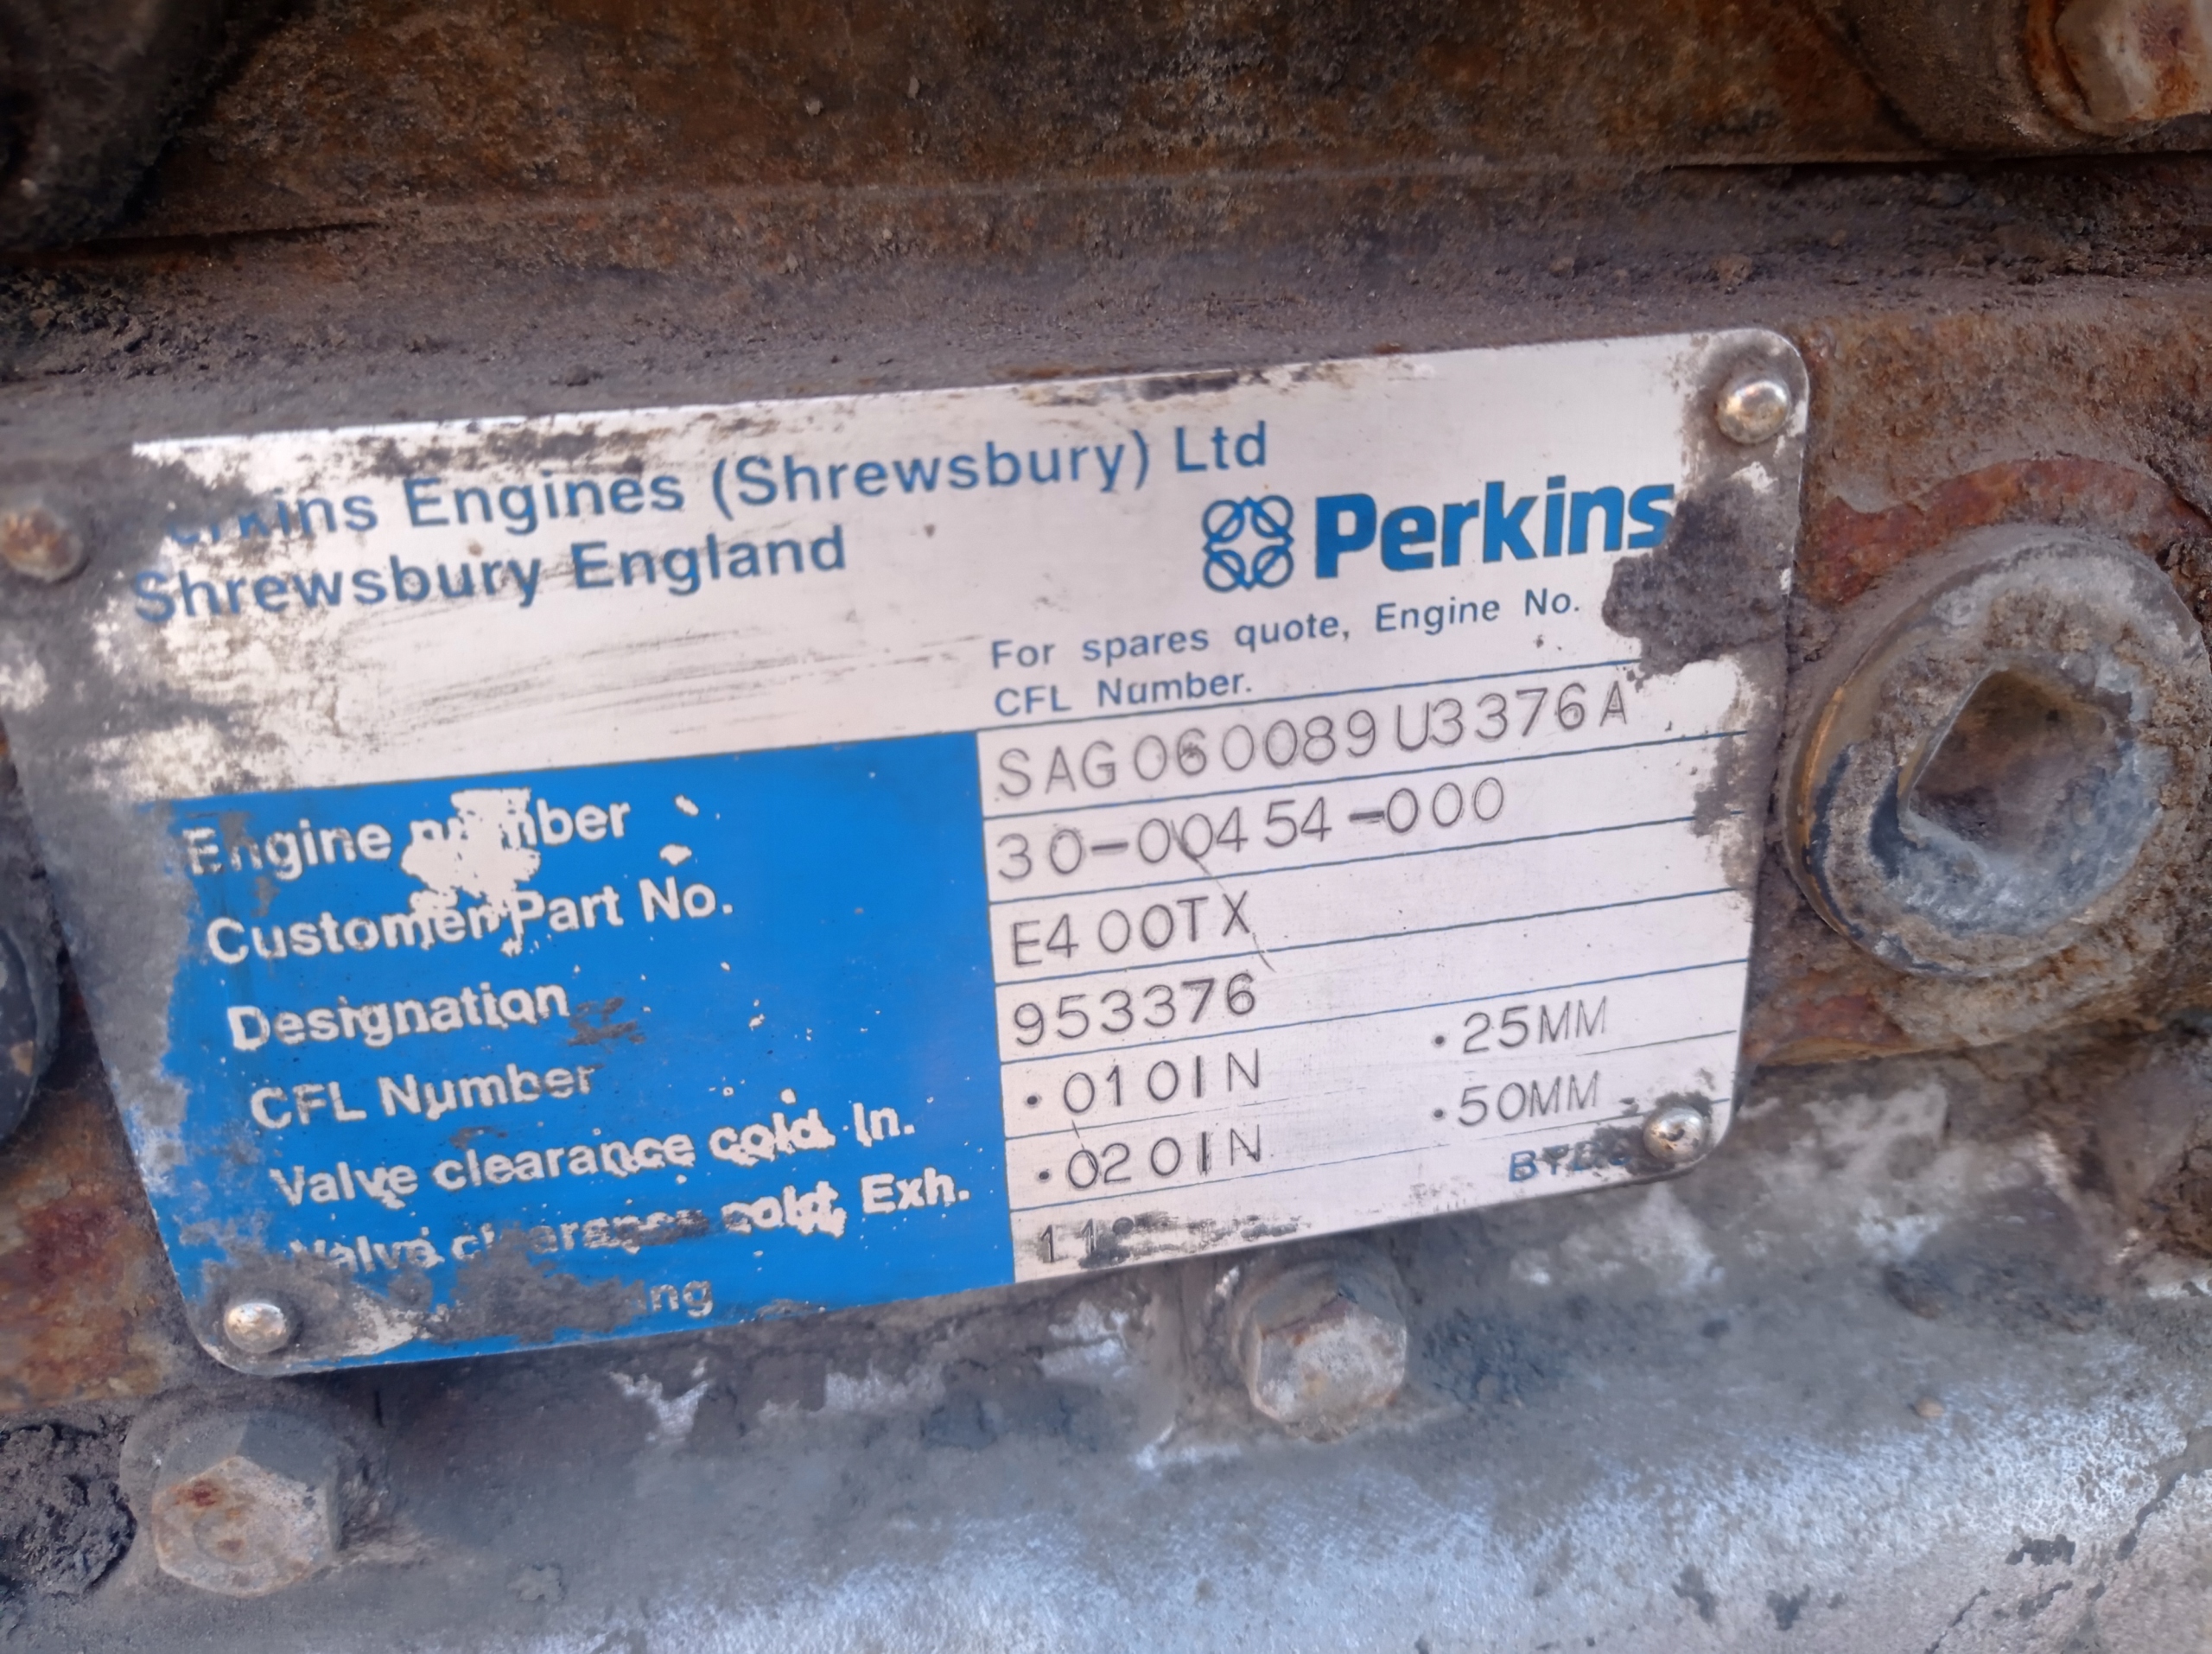 Engines (Shrewsbury) Ltd
Shrewsbury England
Perkins
For spares quote, Engine No.
CFL Number.
Engine number SAG060089U3376A
Customer Part No. 30-00454-000
Designation E400TX
CFL Number 953376
Valve clearance cold In. .010IN .25MM
Valve clearance cold Exh. .020IN .50MM